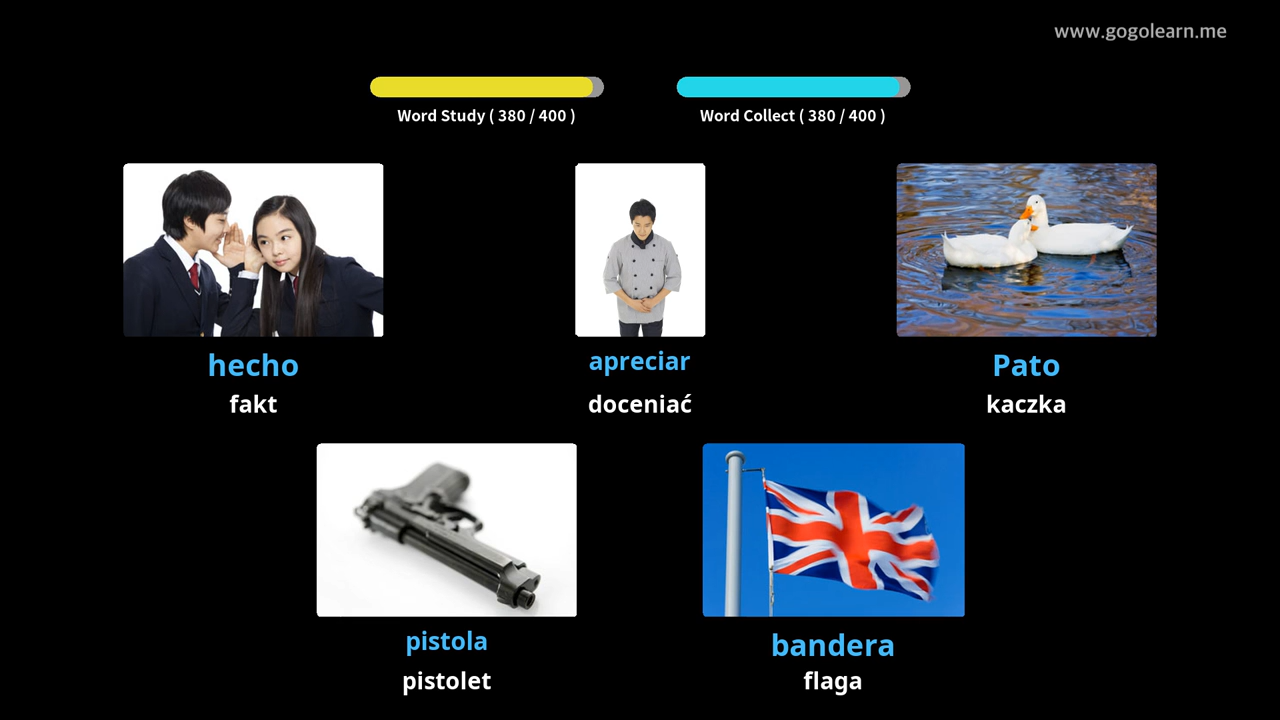 www.gogolearn.me
Word Study ( 380 / 400 )
Word Collect ( 380 / 400 )
hecho
fakt
apreciar
doceniać
Pato
kaczka
pistola
pistolet
bandera
flaga